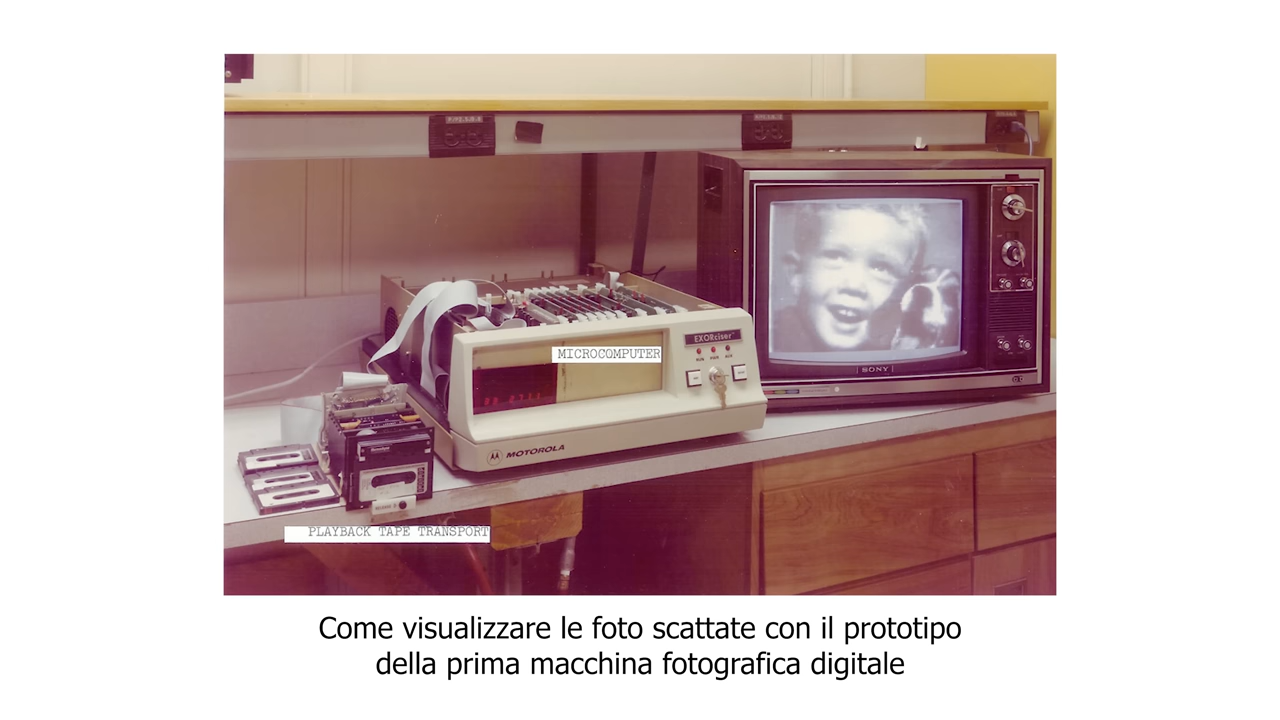 EXORciser
MICROCOMPUTER
RUN
SONY
MOTOROLA
PLAYBACK TAPE TRANSPORT
Come visualizzare le foto scattate con il prototipo
della prima macchina fotografica digitale